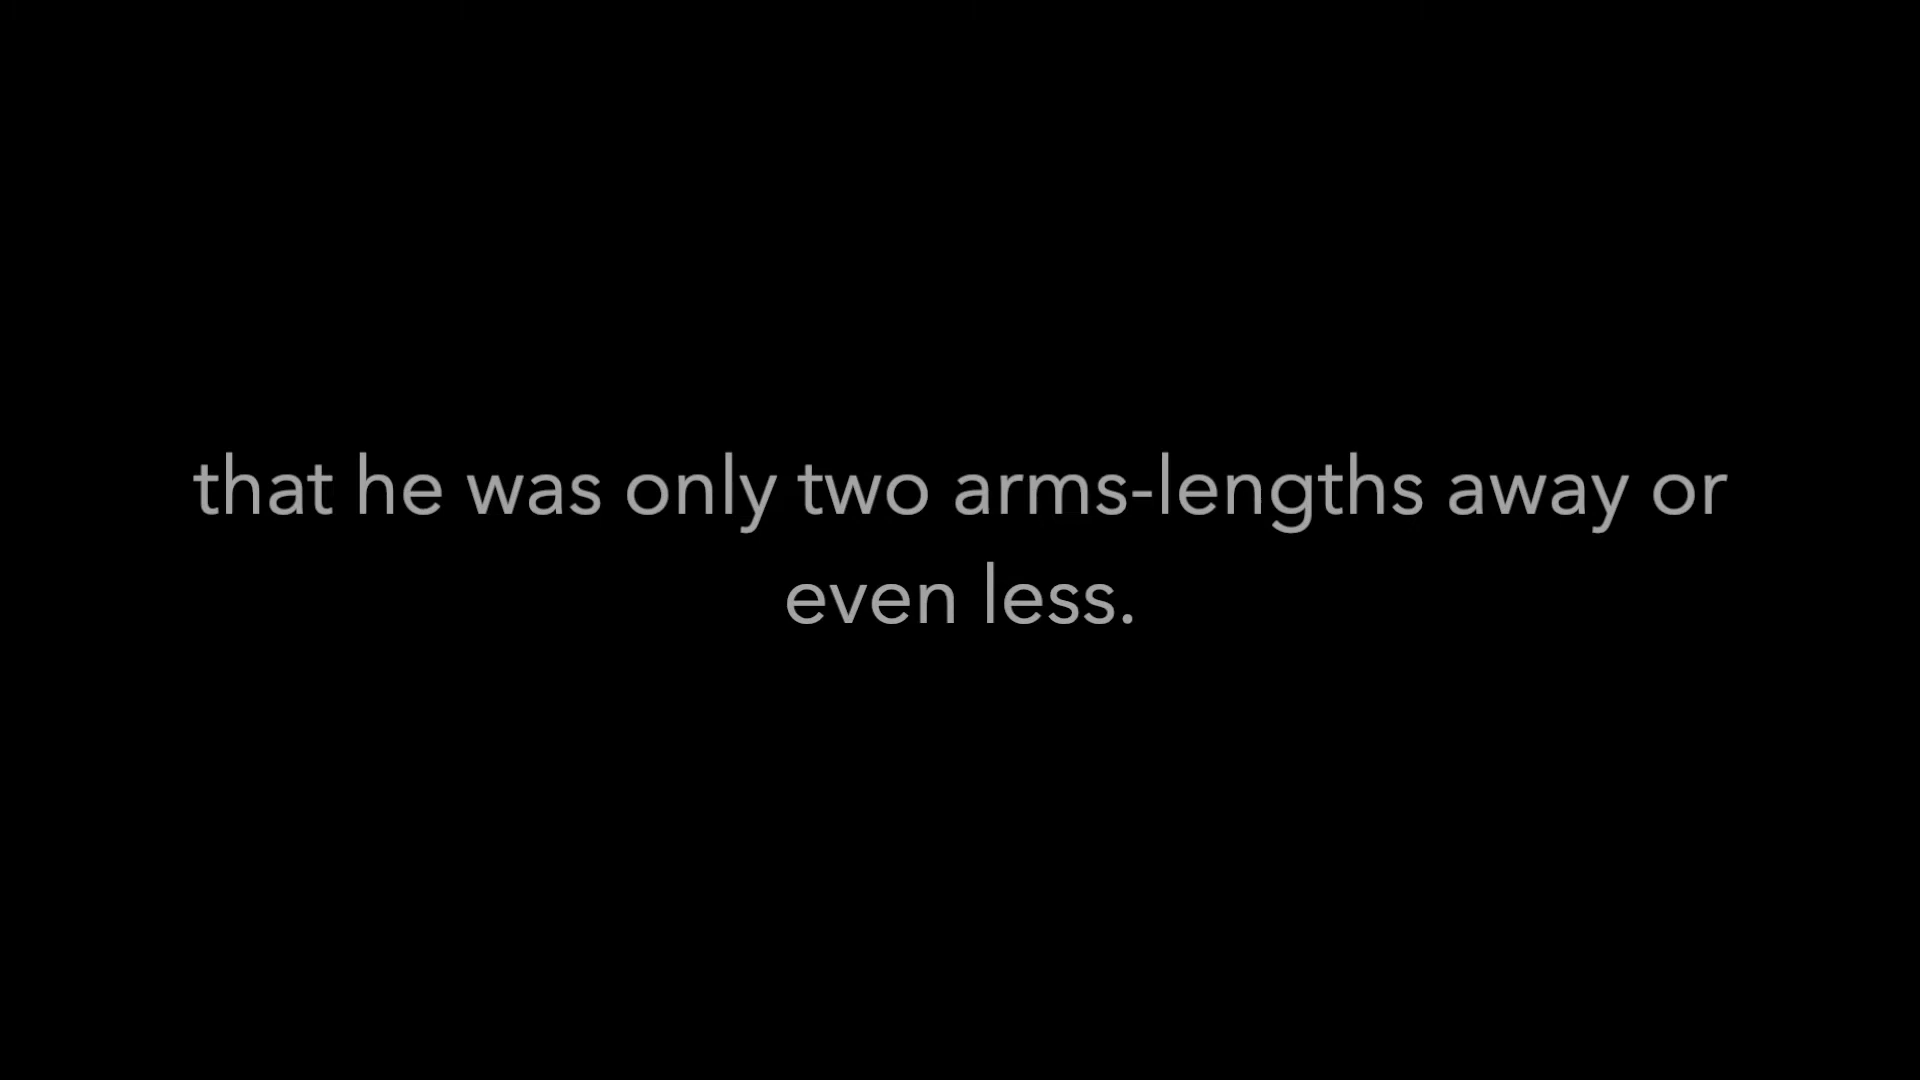 that he was only two arms-lengths away or
even less.